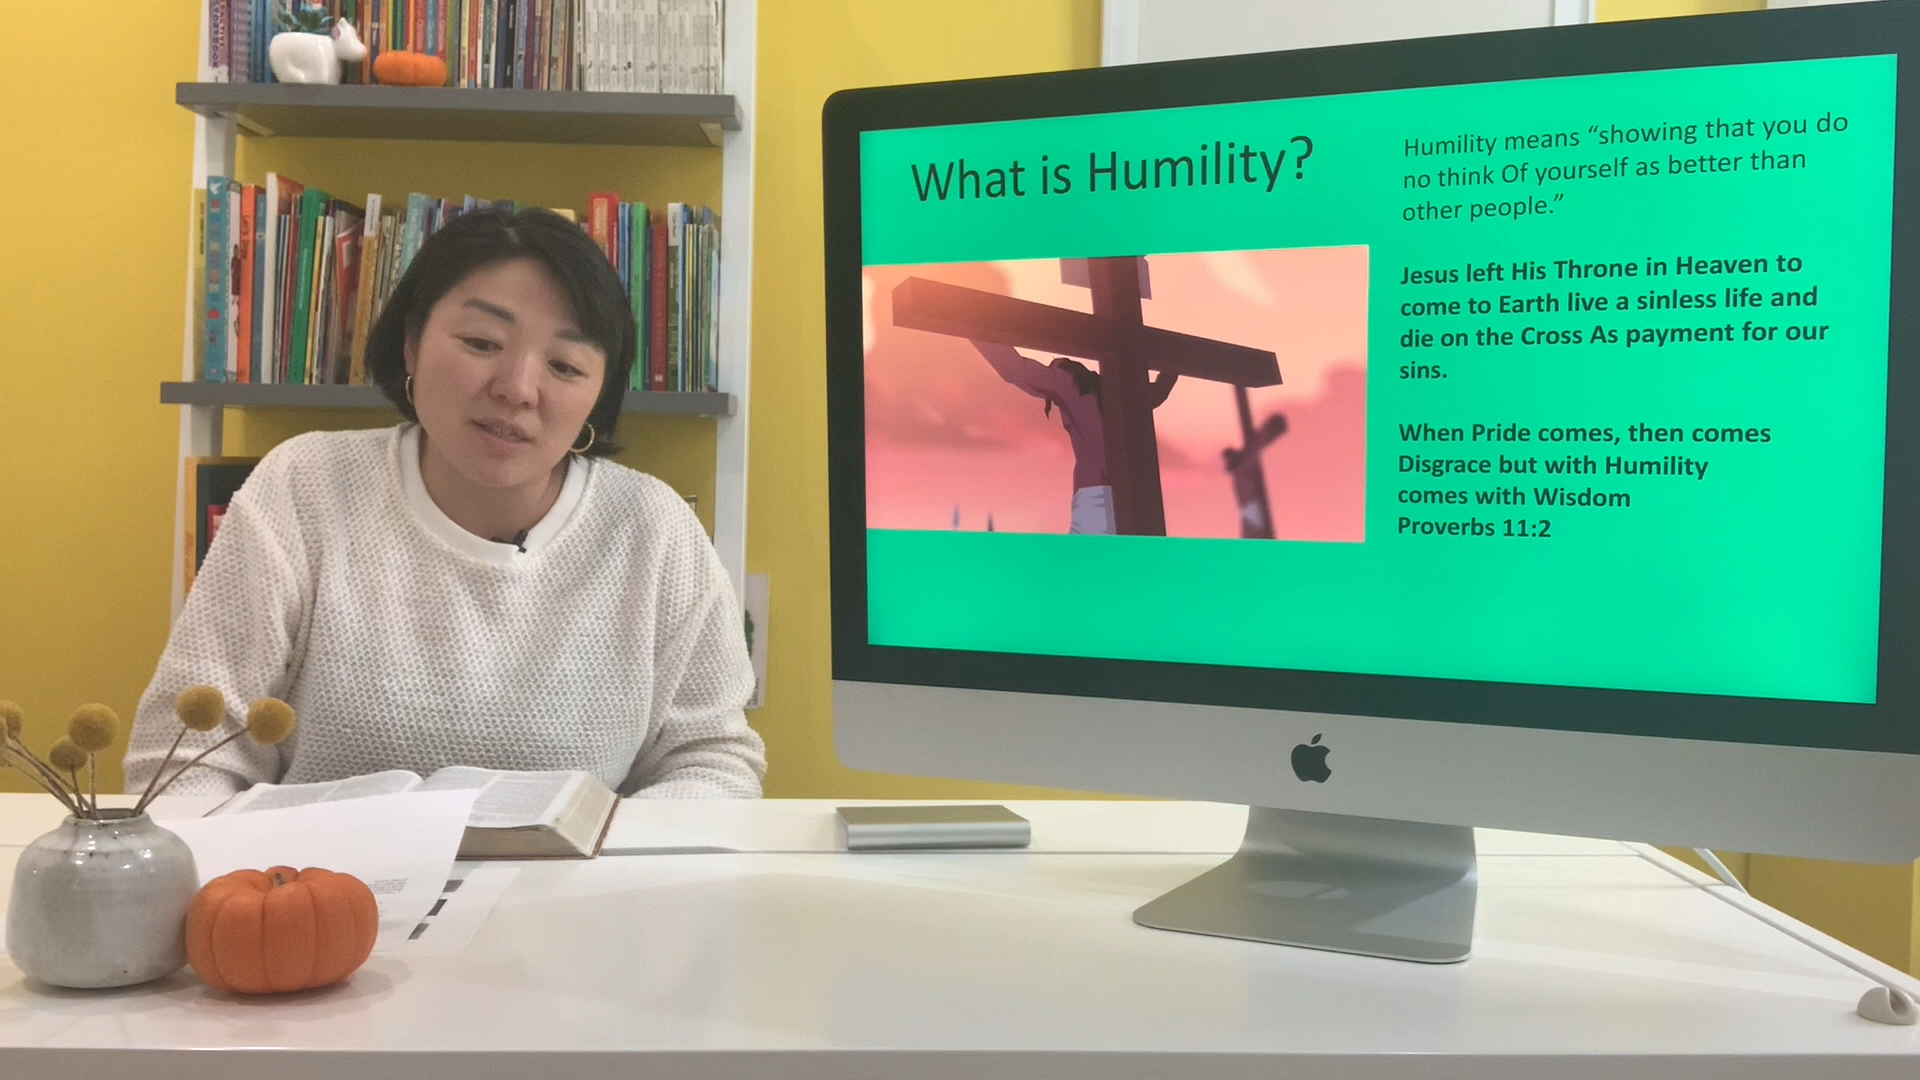 What is Humility?
Humility means “showing that you do
no think Of yourself as better than
other people.”
Jesus left His Throne in Heaven to
come to Earth live a sinless life and
die on the Cross As payment for our
sins.
When Pride comes, then comes
Disgrace but with Humility
comes with Wisdom
Proverbs 11:2